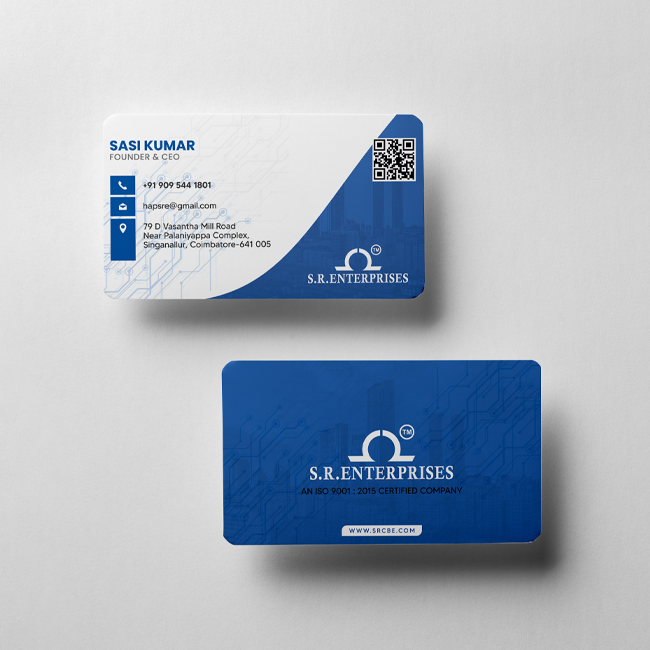 SASI KUMAR
FOUNDER & CEO
+91 909 544 1801
hapsre@gmail.com
79 D Vasantha Mill Road
Near Palaniyappa Complex,
Singanallur, Coimbatore-641 005
TM
S.R.ENTERPRISES
TM
S.R.ENTERPRISES
AN ISO 9001 : 2015 CERTIFIED COMPANY
WWW.SRCBE.COM